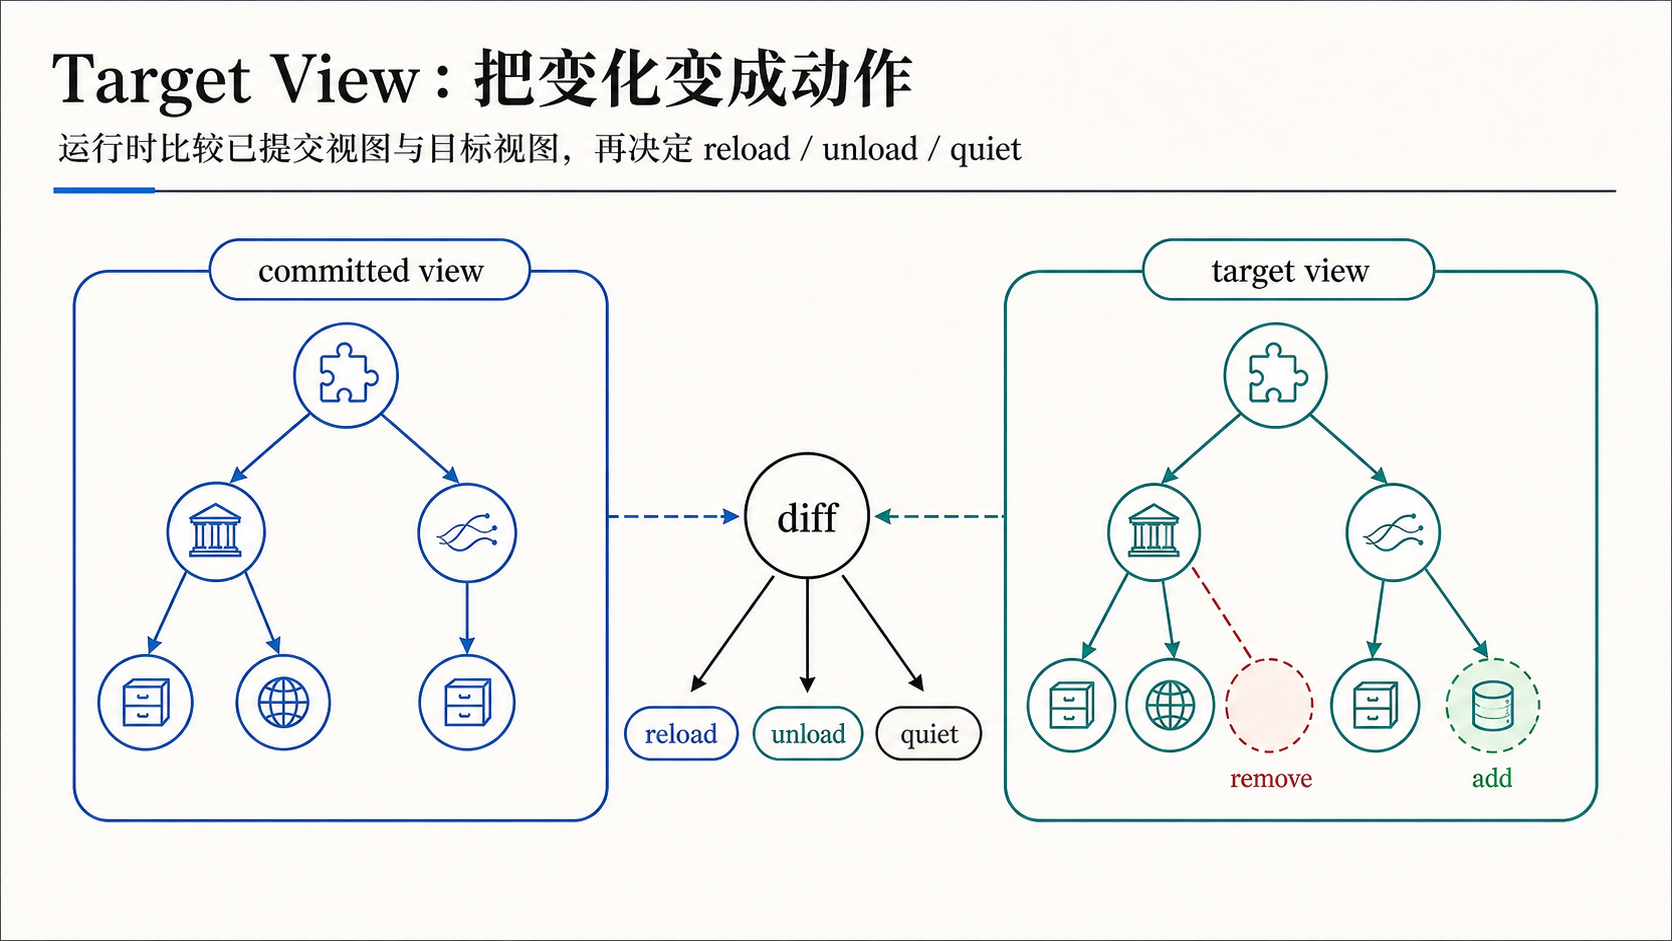 Target View：把变化变成动作
运行时比较已提交视图与目标视图，再决定 reload / unload / quiet
committed view
target view
diff
reload
unload
quiet
remove
add